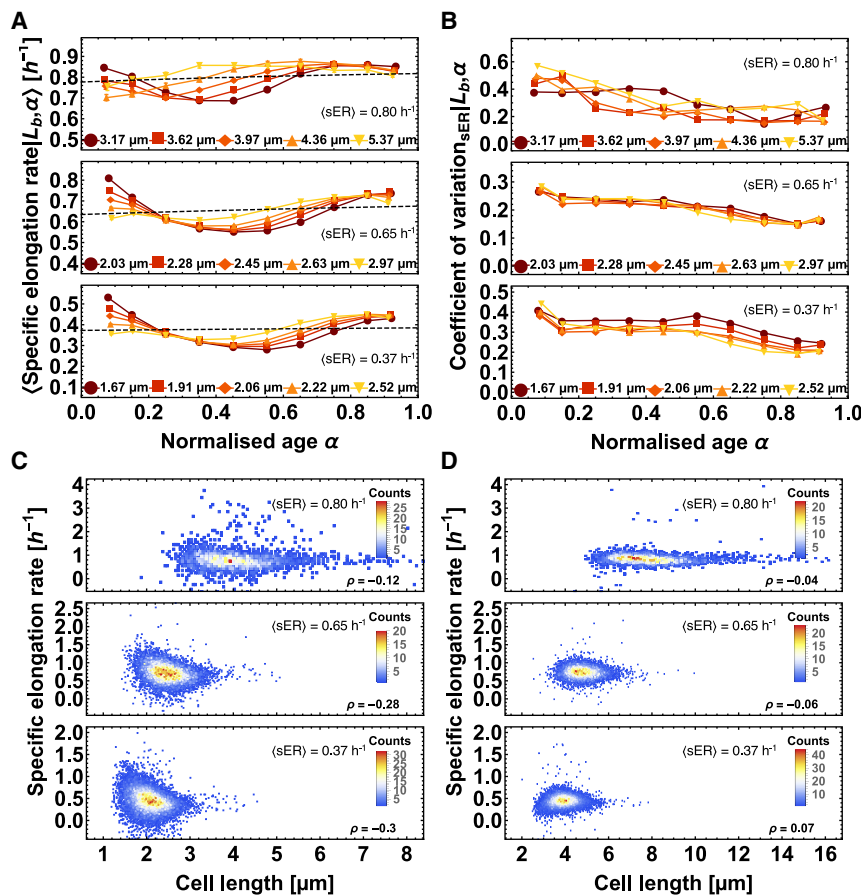 A
⟨Specific elongation rate|L_b,α⟩ [h⁻¹]
0.9
0.8
0.7
0.6
0.5
⟨sER⟩ = 0.80 h⁻¹
3.17 µm 3.62 µm 3.97 µm 4.36 µm 5.37 µm
0.8
0.7
0.6
0.5
0.4
⟨sER⟩ = 0.65 h⁻¹
2.03 µm 2.28 µm 2.45 µm 2.63 µm 2.97 µm
0.5
0.4
0.3
0.2
0.1
⟨sER⟩ = 0.37 h⁻¹
1.67 µm 1.91 µm 2.06 µm 2.22 µm 2.52 µm
0.0 0.2 0.4 0.6 0.8 1.0
Normalised age α
B
Coefficient of variation_sER|L_b,α
0.6
0.4
0.2
0.0
⟨sER⟩ = 0.80 h⁻¹
3.17 µm 3.62 µm 3.97 µm 4.36 µm 5.37 µm
0.3
0.2
0.1
0.0
⟨sER⟩ = 0.65 h⁻¹
2.03 µm 2.28 µm 2.45 µm 2.63 µm 2.97 µm
0.5
0.4
0.3
0.2
0.1
0.0
⟨sER⟩ = 0.37 h⁻¹
1.67 µm 1.91 µm 2.06 µm 2.22 µm 2.52 µm
0.0 0.2 0.4 0.6 0.8 1.0
Normalised age α
C
Specific elongation rate [h⁻¹]
4
3
2
1
0
⟨sER⟩ = 0.80 h⁻¹
Counts
25
20
15
10
5
ρ = −0.12
2.5
2.0
1.5
1.0
0.5
0.0
⟨sER⟩ = 0.65 h⁻¹
Counts
20
15
10
5
ρ = −0.28
2.0
1.5
1.0
0.5
0.0
⟨sER⟩ = 0.37 h⁻¹
Counts
30
25
20
15
10
5
ρ = −0.3
1 2 3 4 5 6 7 8
Cell length [µm]
D
Specific elongation rate [h⁻¹]
4
3
2
1
0
⟨sER⟩ = 0.80 h⁻¹
Counts
20
15
10
5
ρ = −0.04
2.5
2.0
1.5
1.0
0.5
0.0
⟨sER⟩ = 0.65 h⁻¹
Counts
20
15
10
5
ρ = −0.06
2.0
1.5
1.0
0.5
0.0
⟨sER⟩ = 0.37 h⁻¹
Counts
40
30
20
10
ρ = 0.07
2 4 6 8 10 12 14 16
Cell length [µm]